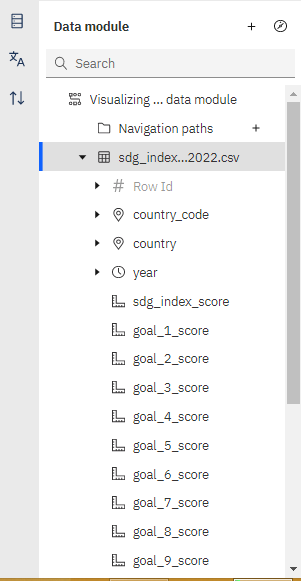 Data module
Search
Visualizing ... data module
Navigation paths
sdg_index...2022.csv
Row Id
country_code
country
year
sdg_index_score
goal_1_score
goal_2_score
goal_3_score
goal_4_score
goal_5_score
goal_6_score
goal_7_score
goal_8_score
goal_9_score